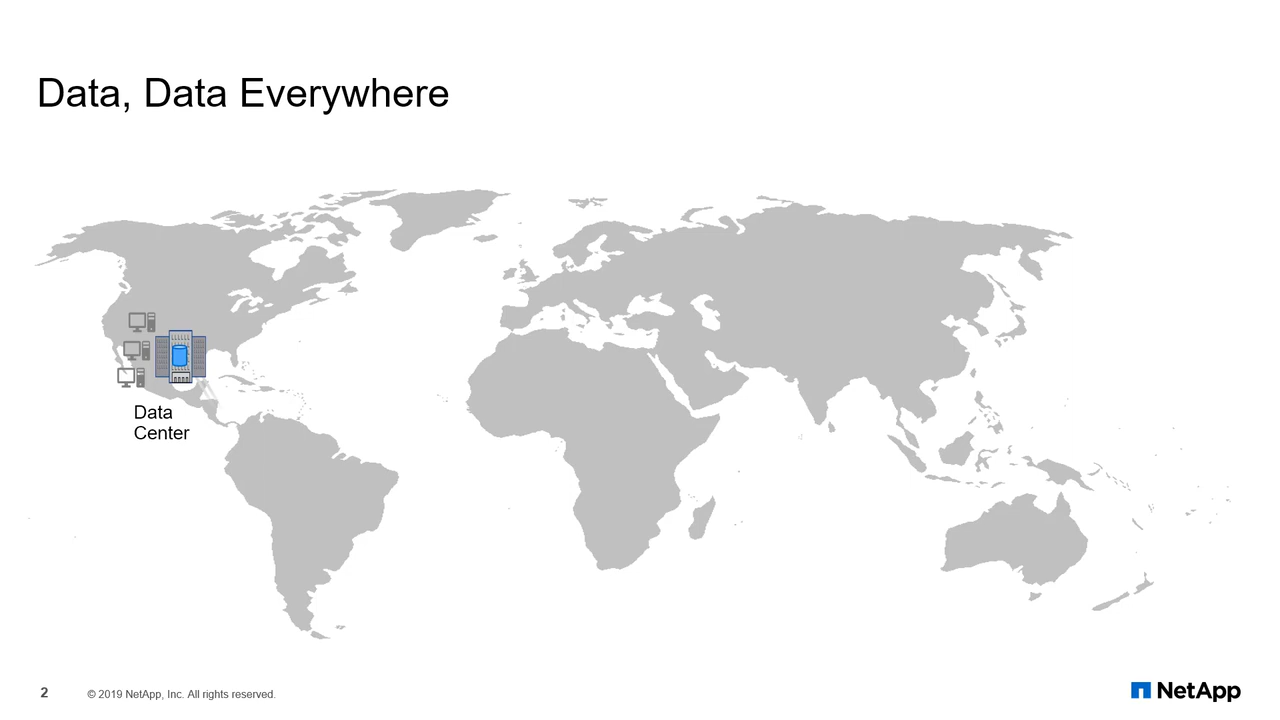 Data, Data Everywhere
Data
Center
2
© 2019 NetApp, Inc. All rights reserved.
NetApp